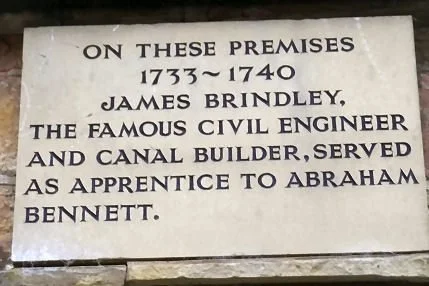 ON THESE PREMISES
1733~1740
JAMES BRINDLEY,
THE FAMOUS CIVIL ENGINEER
AND CANAL BUILDER, SERVED
AS APPRENTICE TO ABRAHAM
BENNETT.